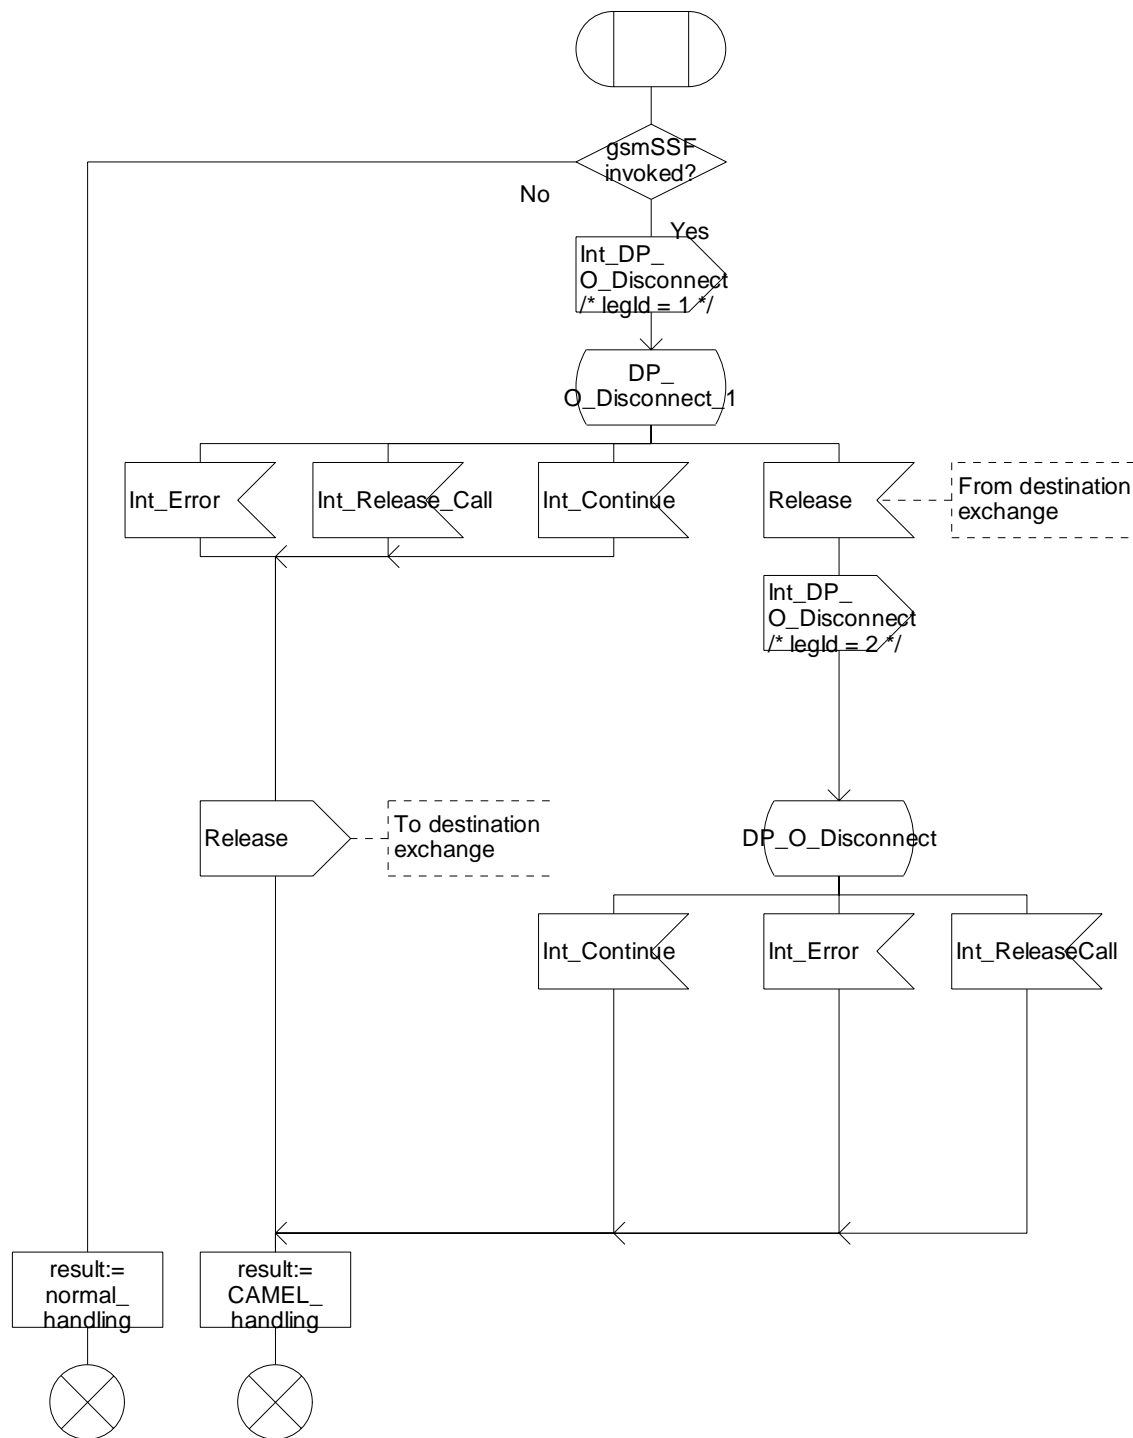 gsmSSF
invoked?
No
Yes
Int_DP_
O_Disconnect
/* legId = 1 */
DP_
O_Disconnect_1
Int_Error
Int_Release_Call
Int_Continue
Release
From destination
exchange
Int_DP_
O_Disconnect
/* legId = 2 */
Release
To destination
exchange
DP_O_Disconnect
Int_Continue
Int_Error
Int_ReleaseCall
result:=
normal_
handling
result:=
CAMEL_
handling